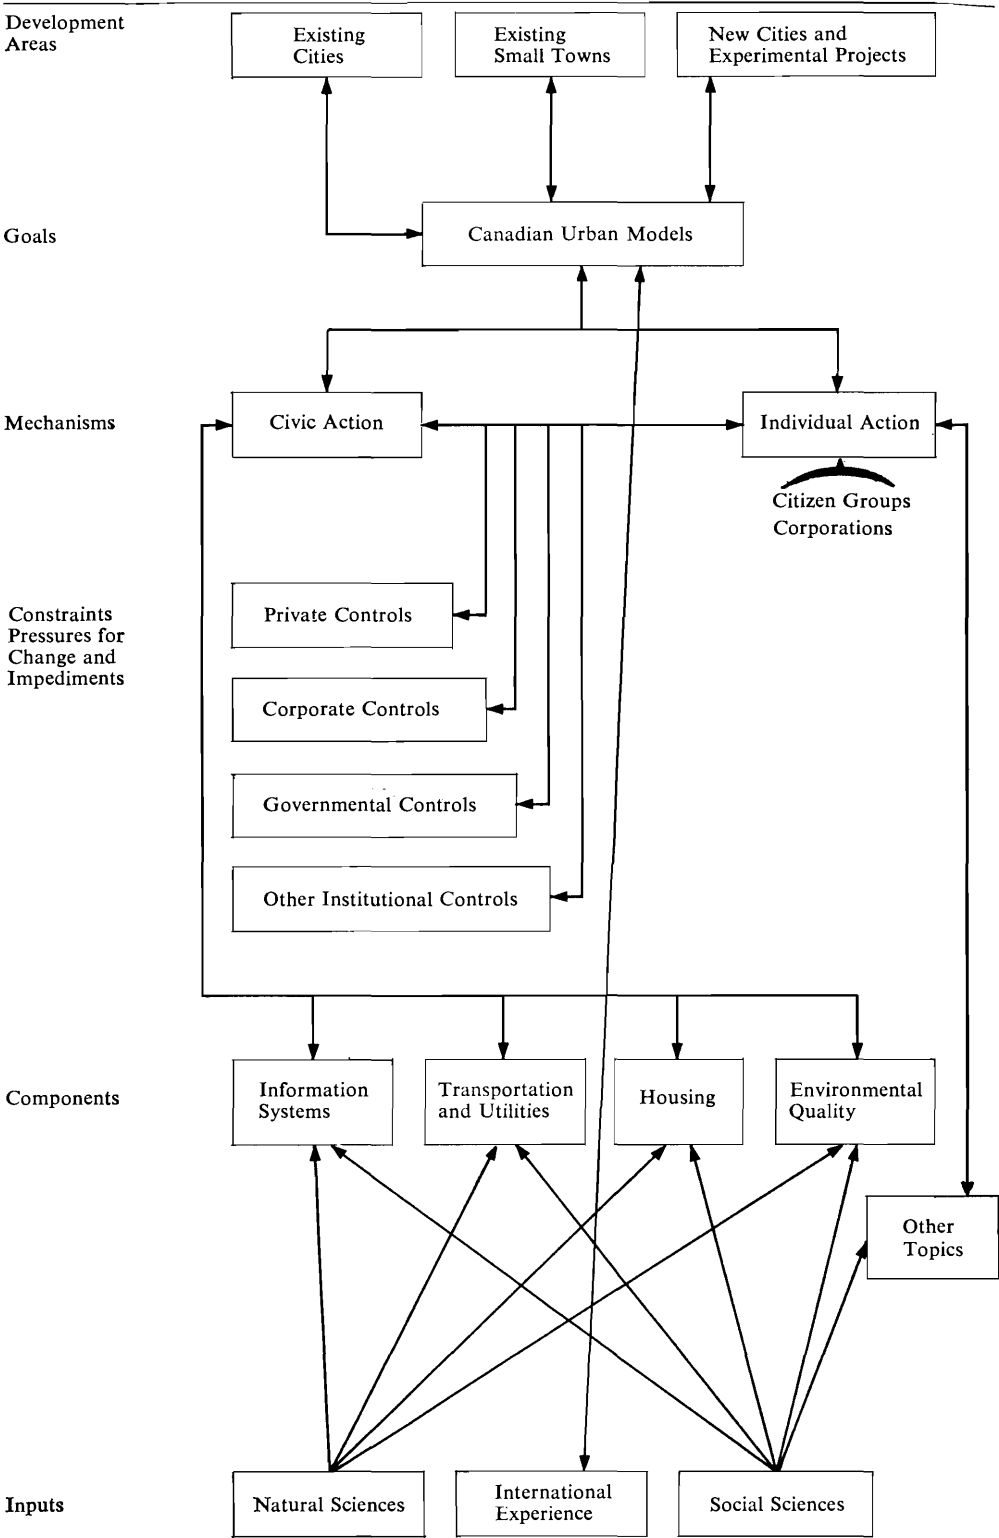 Development
Areas
Existing
Cities
Existing
Small Towns
New Cities and
Experimental Projects
Goals
Canadian Urban Models
Mechanisms
Civic Action
Individual Action
Citizen Groups
Corporations
Constraints
Pressures for
Change and
Impediments
Private Controls
Corporate Controls
Governmental Controls
Other Institutional Controls
Components
Information
Systems
Transportation
and Utilities
Housing
Environmental
Quality
Other
Topics
Inputs
Natural Sciences
International
Experience
Social Sciences